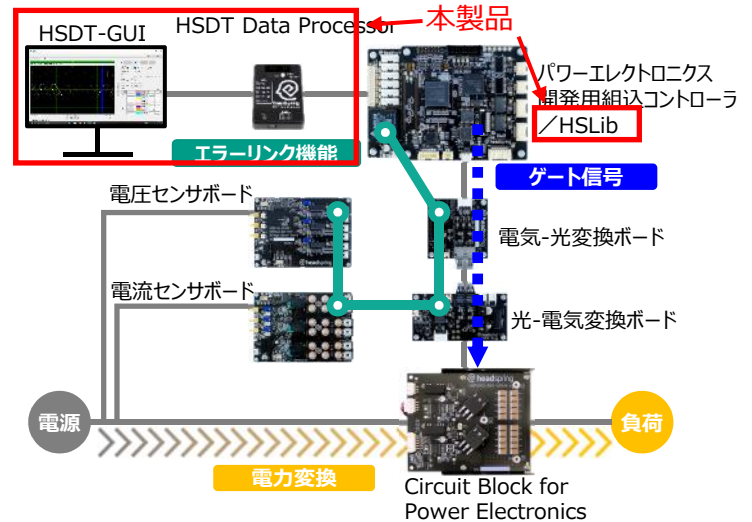 本製品
HSDT-GUI
HSDT Data Processor
パワーエレクトロニクス
開発用組込コントローラ
／HSLib
エラーリンク機能
ゲート信号
電圧センサボード
電気-光変換ボード
電流センサボード
光-電気変換ボード
headspring
headspring
電源
負荷
電力変換
Circuit Block for
Power Electronics